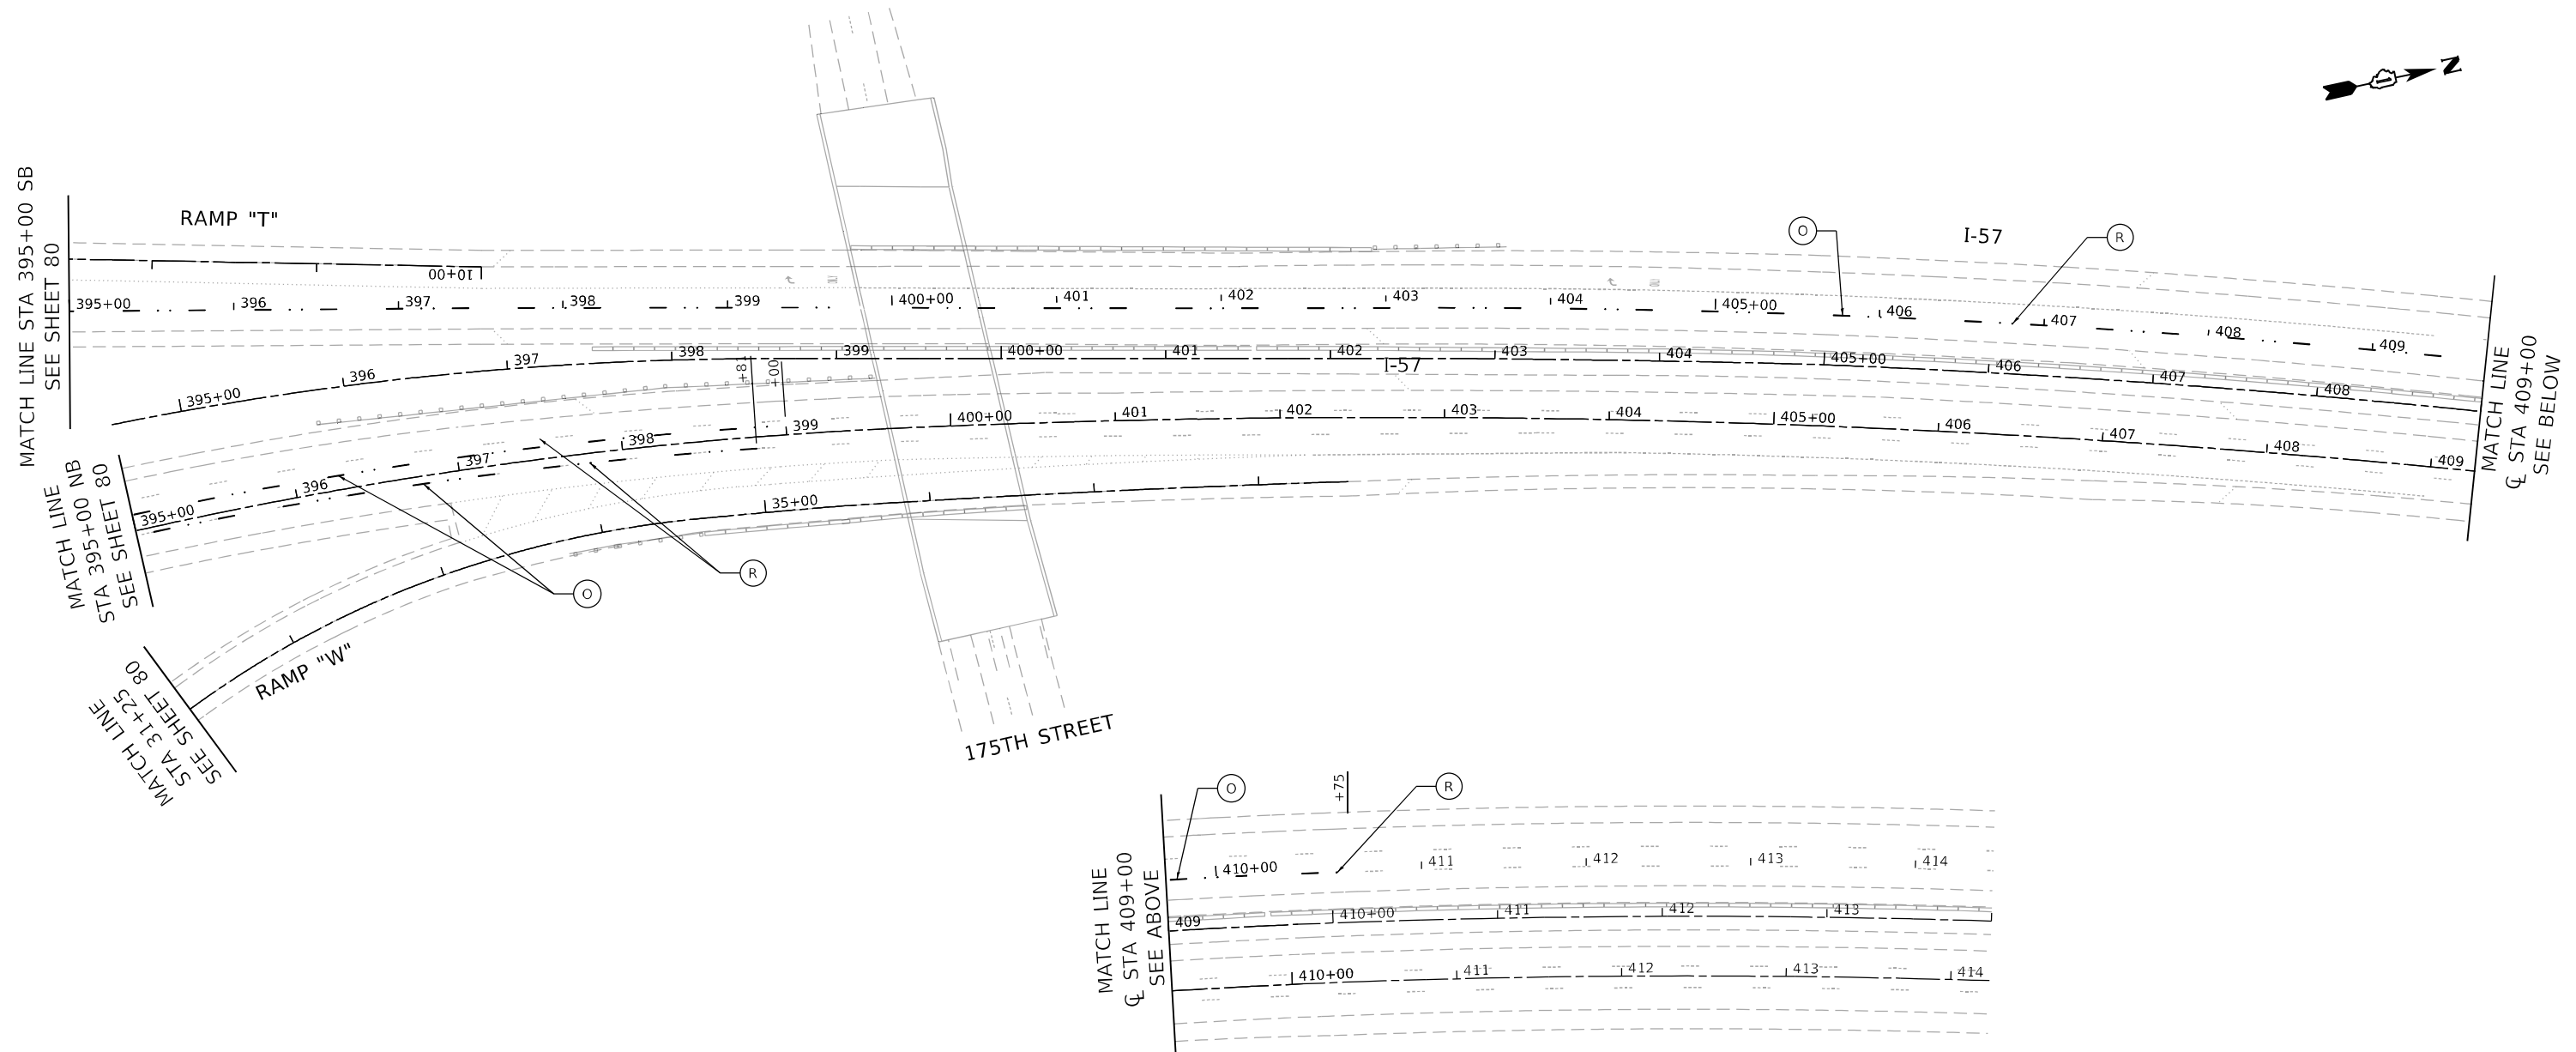 N
MATCH LINE STA 395+00 SB
SEE SHEET 80
RAMP "T"
10+00
O
I-57
R
395+00 396 397 398 399 400+00 401 402 403 404 405+00 406 407 408 409
395+00 396 397 398 399 400+00 401 402 403 404 405+00 406 407 408
I-57
+81
+00
395+00 396 397 398 399 400+00 401 402 403 404 405+00 406 407 408 409
35+00
MATCH LINE
STA 395+00 NB
SEE SHEET 80
MATCH LINE
℄ STA 409+00
SEE BELOW
O
R
RAMP "W"
MATCH LINE
STA 31+25
SEE SHEET 80
175TH STREET
O
+75
R
MATCH LINE
℄ STA 409+00
SEE ABOVE
410+00 411 412 413 414
409 410+00 411 412 413
410+00 411 412 413 414